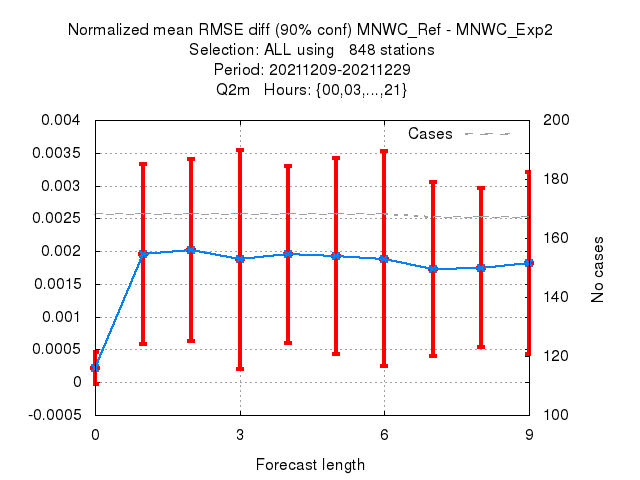 Normalized mean RMSE diff (90% conf) MNWC_Ref - MNWC_Exp2
Selection: ALL using   848 stations
Period: 20211209-20211229
Q2m   Hours: {00,03,...,21}
Cases
0.004
0.0035
0.003
0.0025
0.002
0.0015
0.001
0.0005
0
-0.0005
200
180
160
140
120
100
No cases
0
3
6
9
Forecast length